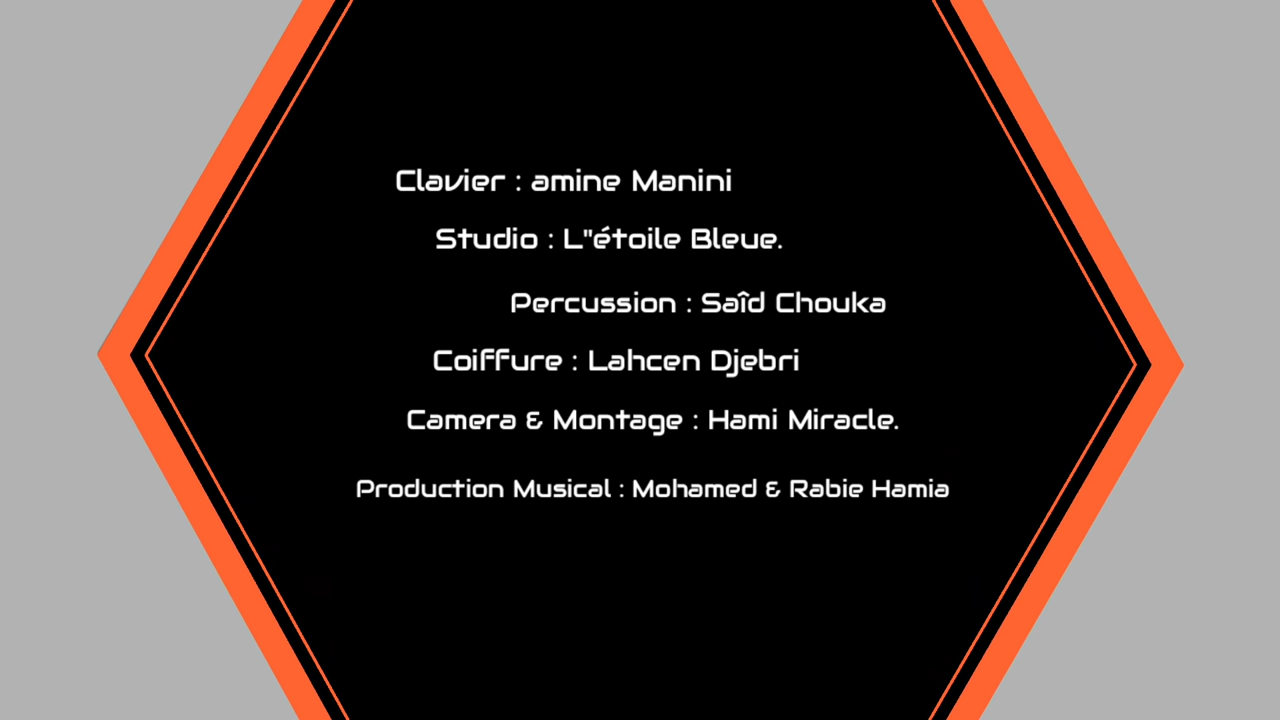 Clavier : amine Manini
Studio : L"étoile Bleue.
Percussion : Saîd Chouka
Coiffure : Lahcen Djebri
Camera & Montage : Hami Miracle.
Production Musical : Mohamed & Rabie Hamia